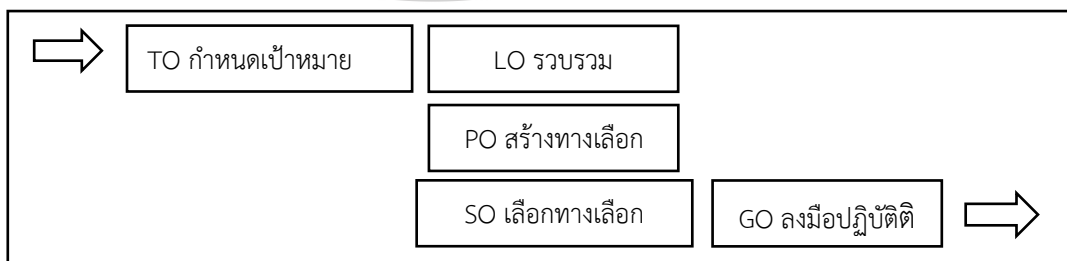 TO กำหนดเป้าหมาย
LO รวบรวม
PO สร้างทางเลือก
SO เลือกทางเลือก
GO ลงมือปฏิบัติติ